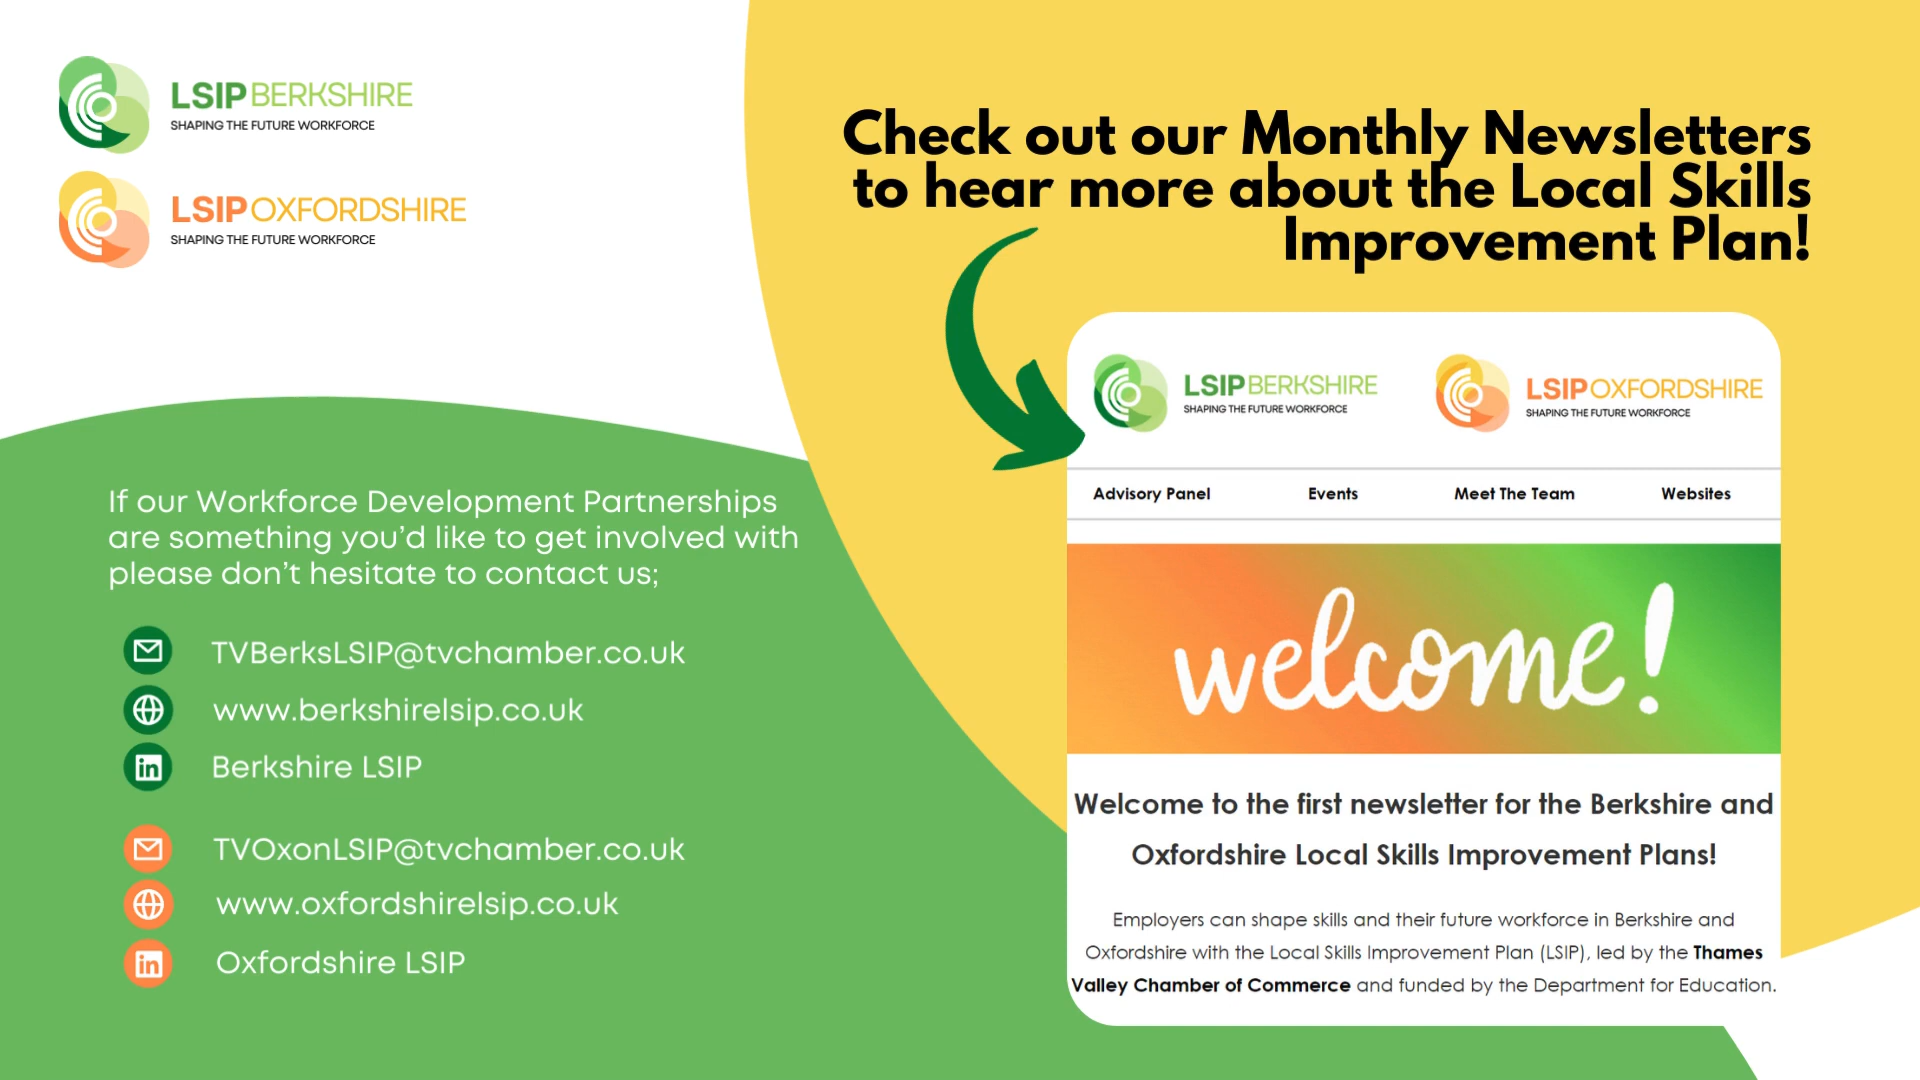 LSIP BERKSHIRE
SHAPING THE FUTURE WORKFORCE
LSIP OXFORDSHIRE
SHAPING THE FUTURE WORKFORCE
Check out our Monthly Newsletters
to hear more about the Local Skills
Improvement Plan!
If our Workforce Development Partnerships
are something you’d like to get involved with
please don’t hesitate to contact us;
TVBerksLSIP@tvchamber.co.uk
www.berkshirelsip.co.uk
in Berkshire LSIP
TVOxonLSIP@tvchamber.co.uk
www.oxfordshirelsip.co.uk
in Oxfordshire LSIP
LSIP BERKSHIRE
SHAPING THE FUTURE WORKFORCE
LSIP OXFORDSHIRE
SHAPING THE FUTURE WORKFORCE
Advisory Panel Events Meet The Team Websites
welcome!
Welcome to the first newsletter for the Berkshire and
Oxfordshire Local Skills Improvement Plans!
Employers can shape skills and their future workforce in Berkshire and
Oxfordshire with the Local Skills Improvement Plan (LSIP), led by the Thames
Valley Chamber of Commerce and funded by the Department for Education.